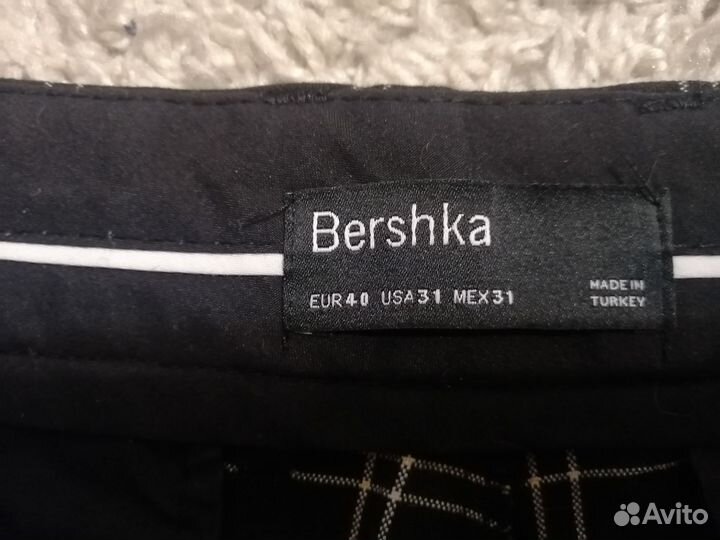 Bershka
EUR40 USA31 MEX31
MADE IN
TURKEY
Avito